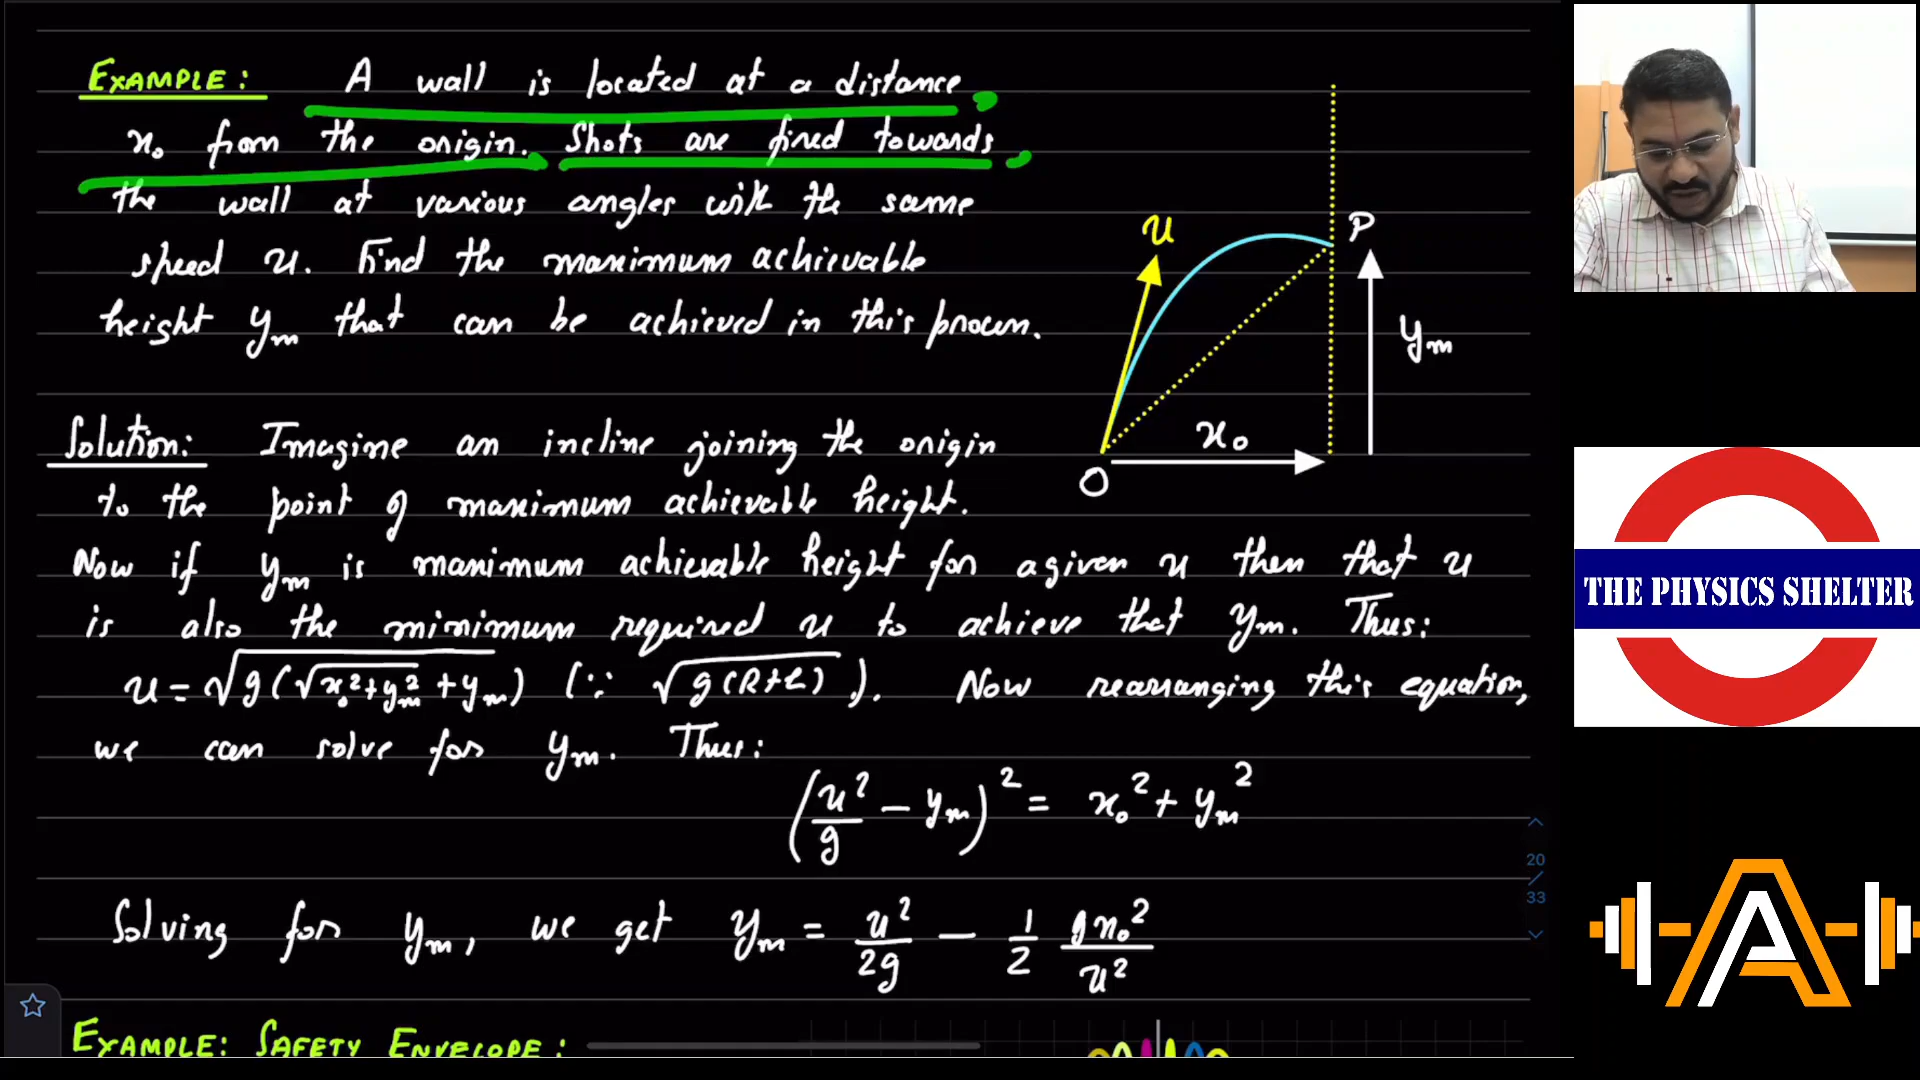 EXAMPLE: A wall is located at a distance
x₀ from the origin. Shots are fired towards
the wall at various angles with the same
speed u. Find the maximum achievable
height yₘ that can be achieved in this process.
u
P
yₘ
x₀
O
Solution: Imagine an incline joining the origin
to the point of maximum achievable height.
Now if yₘ is maximum achievable height for a given u then that u
is also the minimum required u to achieve that yₘ. Thus:
u = √(g(√(x₀²+yₘ²) + yₘ)) (∵ √(g(R+h))). Now rearranging this equation,
we can solve for yₘ. Thus:
(u²/g − yₘ)² = x₀² + yₘ²
Solving for yₘ, we get yₘ = u²/2g − 1/2 gx₀²/u²
EXAMPLE: SAFETY ENVELOPE:
20
/
33
THE PHYSICS SHELTER